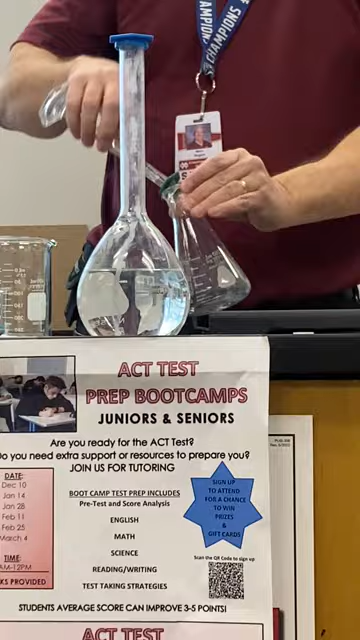 CHAMPIONS
CHAMPIONS
ACT TEST
PREP BOOTCAMPS
JUNIORS & SENIORS
Are you ready for the ACT Test?
Do you need extra support or resources to prepare you?
JOIN US FOR TUTORING
DATE:
Dec 10
Jan 14
Jan 28
Feb 11
Feb 25
March 4
TIME:
AM-12PM
KS PROVIDED
BOOT CAMP TEST PREP INCLUDES
Pre-Test and Score Analysis
ENGLISH
MATH
SCIENCE
READING/WRITING
TEST TAKING STRATEGIES
SIGN UP
TO ATTEND
FOR A CHANCE
TO WIN
PRIZES
&
GIFT CARDS
Scan the QR Code to sign up
STUDENTS AVERAGE SCORE CAN IMPROVE 3-5 POINTS!
ACT TEST